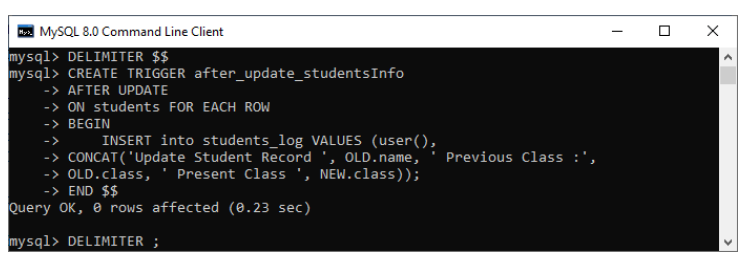 MySQL 8.0 Command Line Client
mysql> DELIMITER $$
mysql> CREATE TRIGGER after_update_studentsInfo
    -> AFTER UPDATE
    -> ON students FOR EACH ROW
    -> BEGIN
    ->     INSERT into students_log VALUES (user(),
    -> CONCAT('Update Student Record ', OLD.name, ' Previous Class :',
    -> OLD.class, ' Present Class ', NEW.class));
    -> END $$
Query OK, 0 rows affected (0.23 sec)
mysql> DELIMITER ;